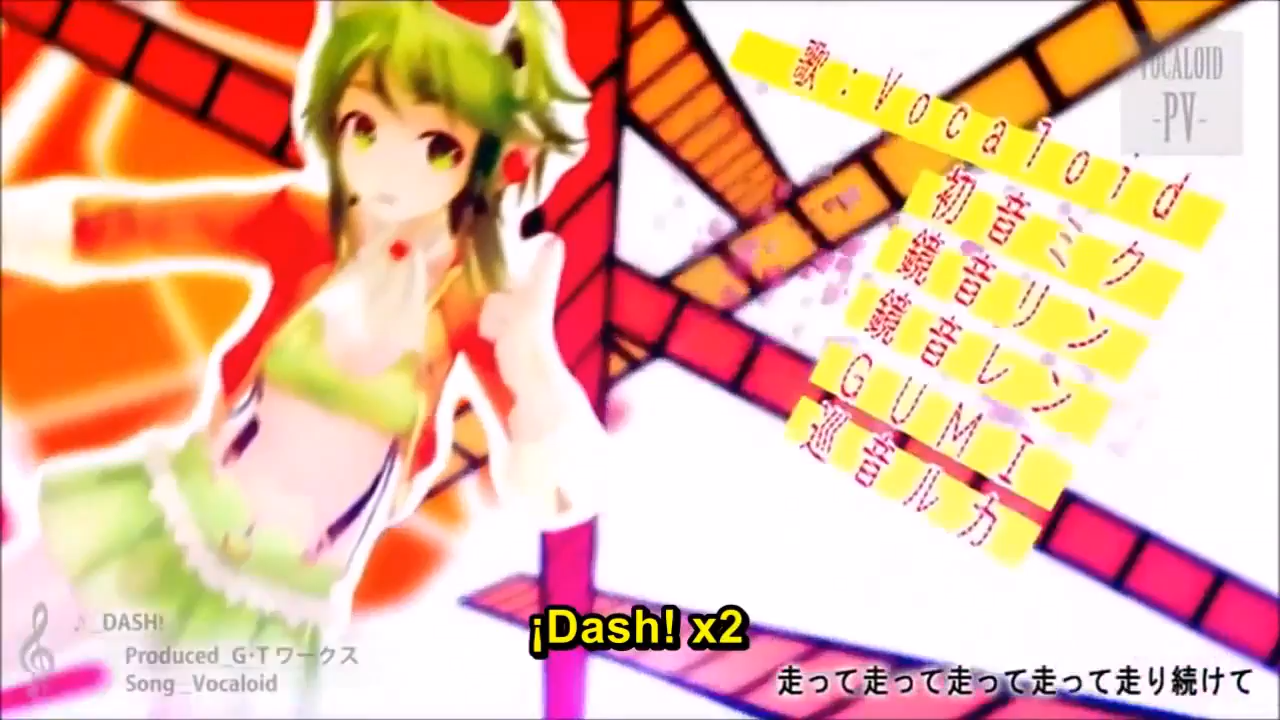 歌:Vocaloid
初音ミク
鏡音リン
鏡音レン
GUMI
巡音ルカ
VOCALOID
-PV-
♪_DASH!
Produced_G・Tワークス
Song_Vocaloid
¡Dash! x2
走って走って走って走って走り続けて